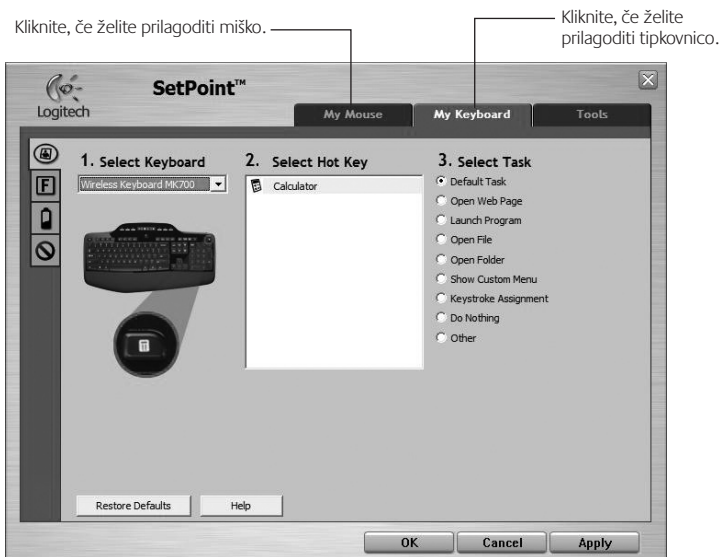 Kliknite, če želite prilagoditi miško.
Kliknite, če želite
prilagoditi tipkovnico.
Logitech
SetPoint™
My Mouse
My Keyboard
Tools
1. Select Keyboard
Wireless Keyboard MK700
2. Select Hot Key
Calculator
3. Select Task
Default Task
Open Web Page
Launch Program
Open File
Open Folder
Show Custom Menu
Keystroke Assignment
Do Nothing
Other
F
Restore Defaults
Help
OK
Cancel
Apply